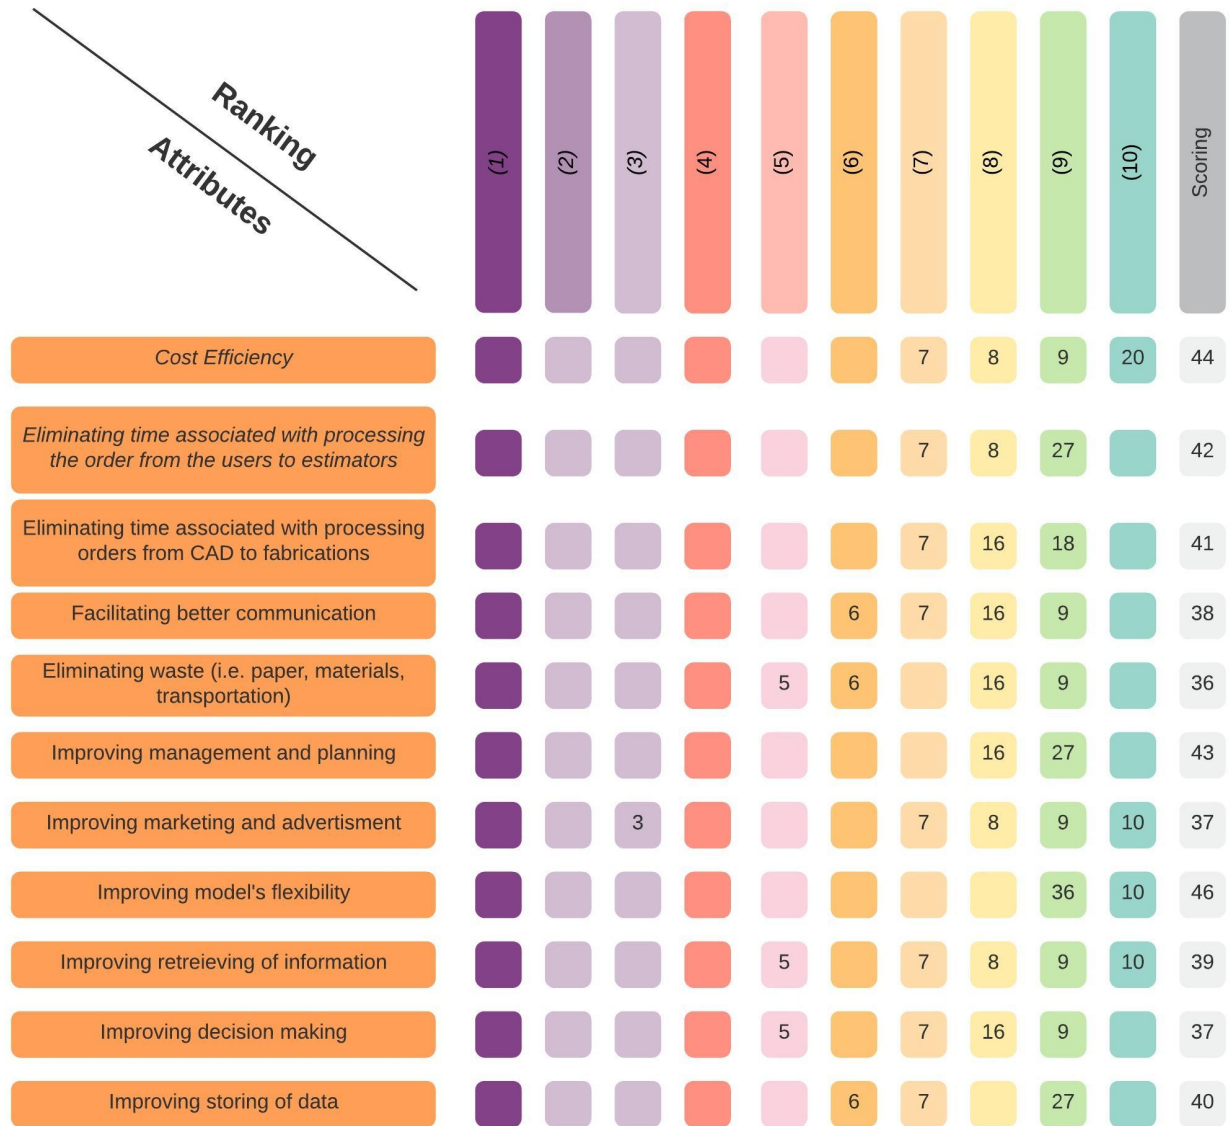 Ranking
Attributes
(1) (2) (3) (4) (5) (6) (7) (8) (9) (10) Scoring
Cost Efficiency 7 8 9 20 44
Eliminating time associated with processing
the order from the users to estimators 7 8 27 42
Eliminating time associated with processing
orders from CAD to fabrications 7 16 18 41
Facilitating better communication 6 7 16 9 38
Eliminating waste (i.e. paper, materials,
transportation) 5 6 16 9 36
Improving management and planning 16 27 43
Improving marketing and advertisment 3 7 8 9 10 37
Improving model's flexibility 36 10 46
Improving retreieving of information 5 7 8 9 10 39
Improving decision making 5 7 16 9 37
Improving storing of data 6 7 27 40